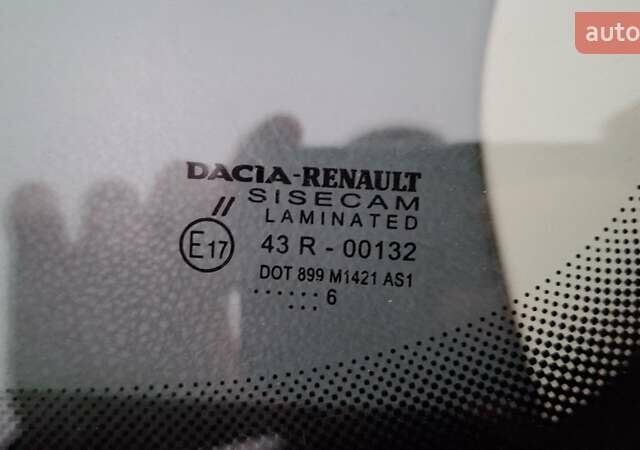 auto
DACIA-RENAULT
SISECAM
// LAMINATED
E17 43 R - 00132
DOT 899 M1421 AS1
...... 6
...